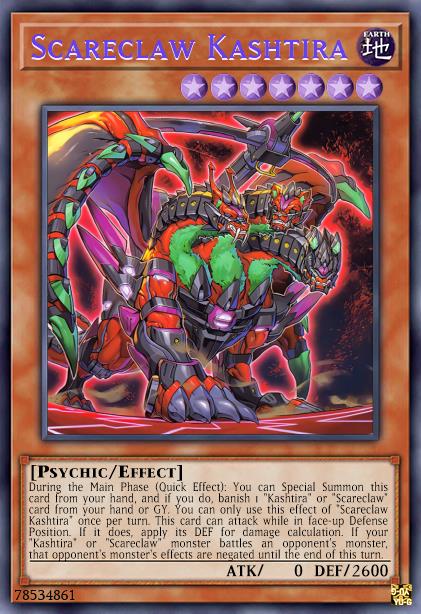 SCARECLAW KASHTIRA
EARTH
地
[PSYCHIC/EFFECT]
During the Main Phase (Quick Effect): You can Special Summon this
card from your hand, and if you do, banish 1 "Kashtira" or "Scareclaw"
card from your hand or GY. You can only use this effect of "Scareclaw
Kashtira" once per turn. This card can attack while in face-up Defense
Position. If it does, apply its DEF for damage calculation. If your
"Kashtira" or "Scareclaw" monster battles an opponent's monster,
that opponent's monster's effects are negated until the end of this turn.
ATK/ 0 DEF/2600
78534861